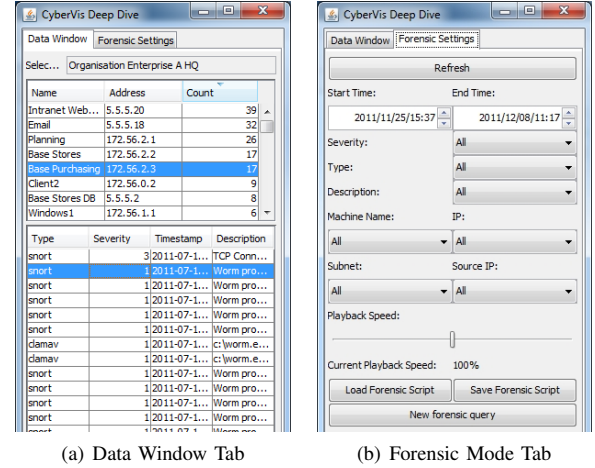 CyberVis Deep Dive
Data Window Forensic Settings
Selec... Organisation Enterprise A HQ
Name Address Count
Intranet Web... 5.5.5.20 39
Email 5.5.5.18 32
Planning 172.56.2.1 26
Base Stores 172.56.2.2 17
Base Purchasing 172.56.2.3 17
Client2 172.56.0.2 9
Base Stores DB 5.5.5.2 8
Windows1 172.56.1.1 6
Type Severity Timestamp Description
snort 3 2011-07-1... TCP Conn...
snort 1 2011-07-1... Worm pro...
snort 1 2011-07-1... Worm pro...
snort 1 2011-07-1... Worm pro...
snort 1 2011-07-1... Worm pro...
snort 1 2011-07-1... Worm pro...
clamav 1 2011-07-1... c:\worm.e...
clamav 1 2011-07-1... c:\worm.e...
snort 1 2011-07-1... Worm pro...
snort 1 2011-07-1... Worm pro...
snort 1 2011-07-1... Worm pro...
snort 1 2011-07-1... Worm pro...
snort 1 2011-07-1... Worm pro...
(a) Data Window Tab
CyberVis Deep Dive
Data Window Forensic Settings
Refresh
Start Time: End Time:
2011/11/25/15:37 2011/12/08/11:17
Severity: All
Type: All
Description: All
Machine Name: IP:
All All
Subnet: Source IP:
All All
Playback Speed:
Current Playback Speed: 100%
Load Forensic Script Save Forensic Script
New forensic query
(b) Forensic Mode Tab